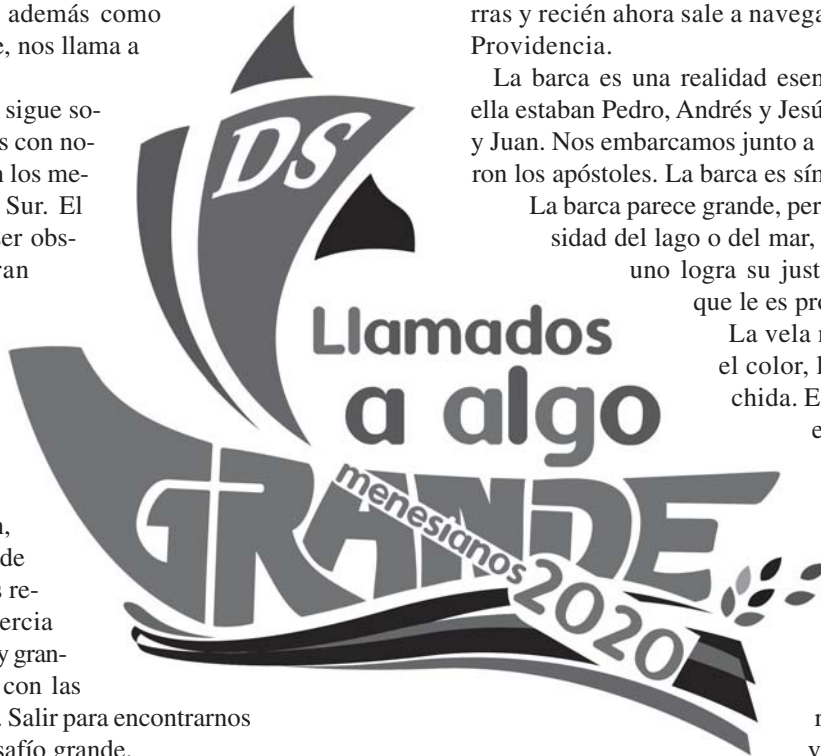 además como
e, nos llama a
sigue so-
s con no-
n los me-
Sur. El
er obs-
ran
n,
de
s re-
ercia
y gran-
con las
. Salir para encontrarnos
safío grande.
DS
Llamados
a algo
GRANDE
menesianos 2020
rras y recién ahora sale a navega
Providencia.
La barca es una realidad esen
ella estaban Pedro, Andrés y Jesú
y Juan. Nos embarcamos junto a
ron los apóstoles. La barca es sín
La barca parece grande, per
sidad del lago o del mar,
uno logra su just
que le es pro
La vela
el color, l
chida. E
e